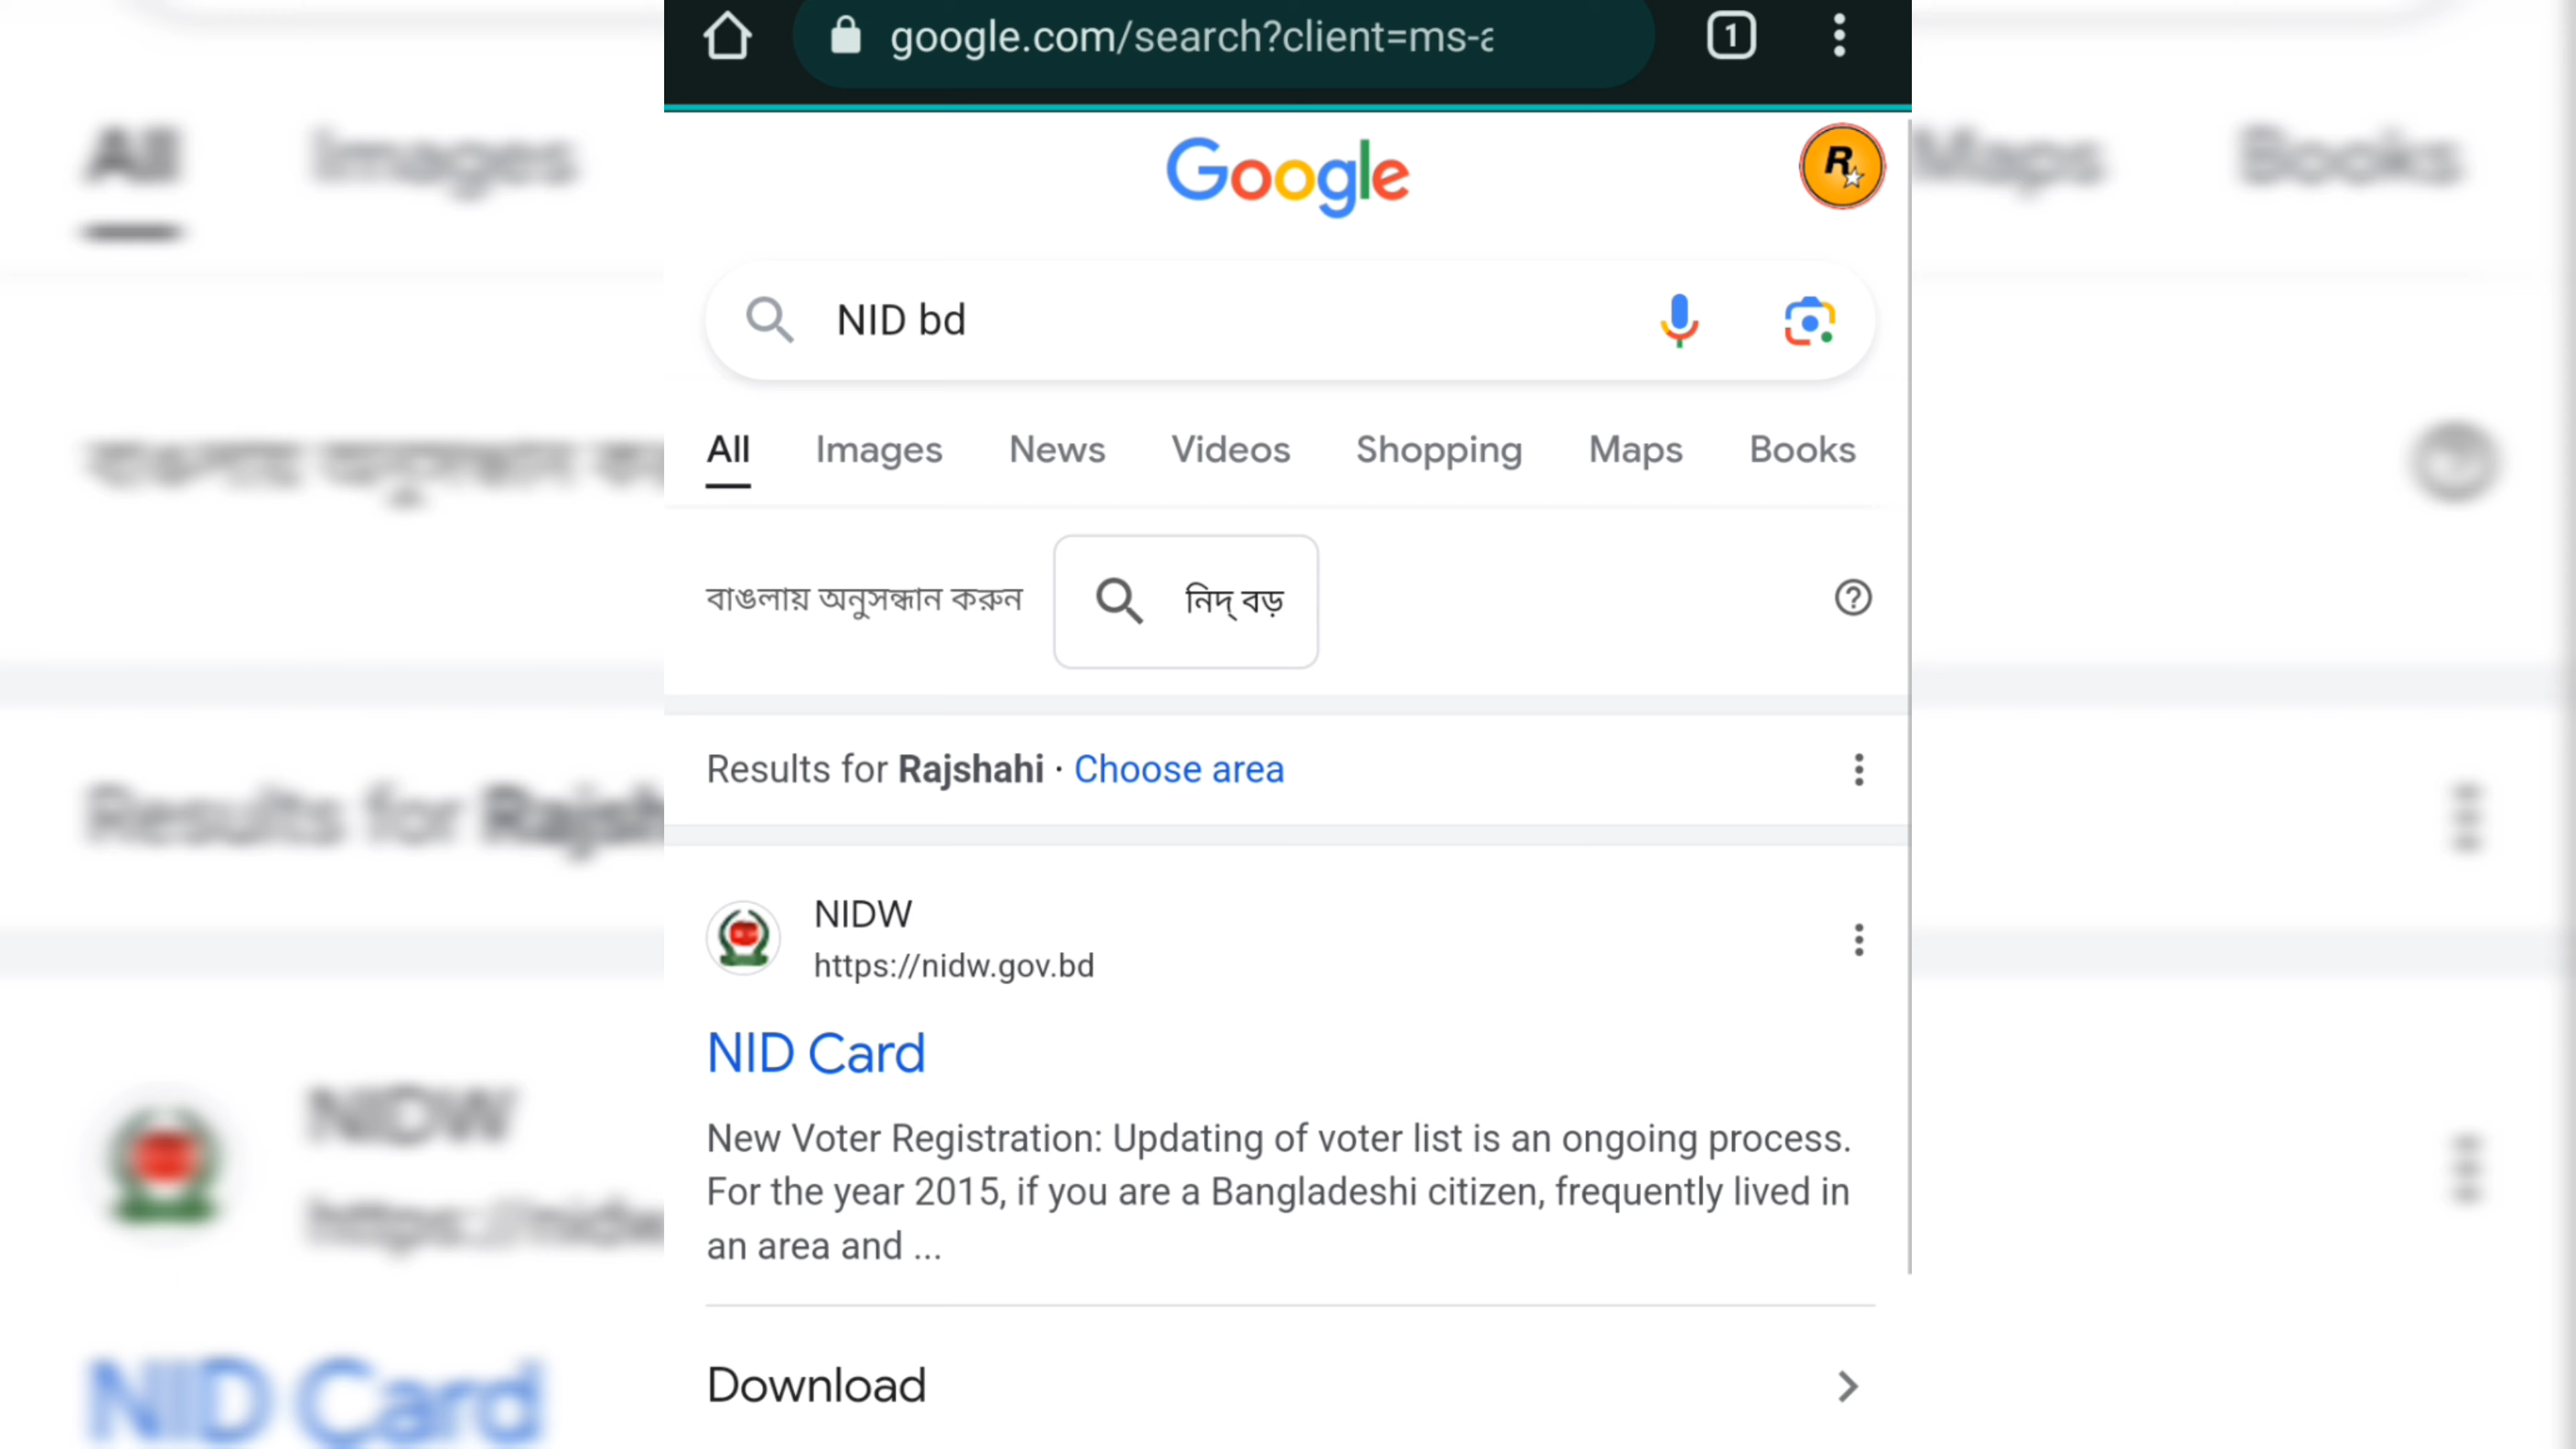 google.com/search?client=ms-a
1
Google
R
NID bd
All Images News Videos Shopping Maps Books
বাঙলায় অনুসন্ধান করুন নিদ্ বড়
Results for Rajshahi · Choose area
NIDW
https://nidw.gov.bd
NID Card
New Voter Registration: Updating of voter list is an ongoing process.
For the year 2015, if you are a Bangladeshi citizen, frequently lived in
an area and ...
Download